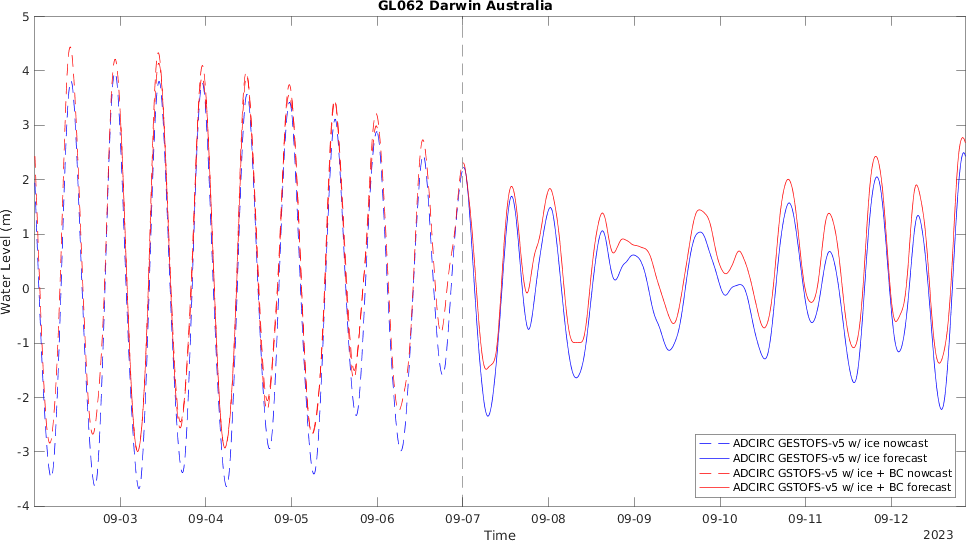 GL062 Darwin Australia
5
4
3
2
1
0
-1
-2
-3
-4
Water Level (m)
09-03 09-04 09-05 09-06 09-07 09-08 09-09 09-10 09-11 09-12
Time
2023
ADCIRC GESTOFS-v5 w/ ice nowcast
ADCIRC GESTOFS-v5 w/ ice forecast
ADCIRC GSTOFS-v5 w/ ice + BC nowcast
ADCIRC GSTOFS-v5 w/ ice + BC forecast